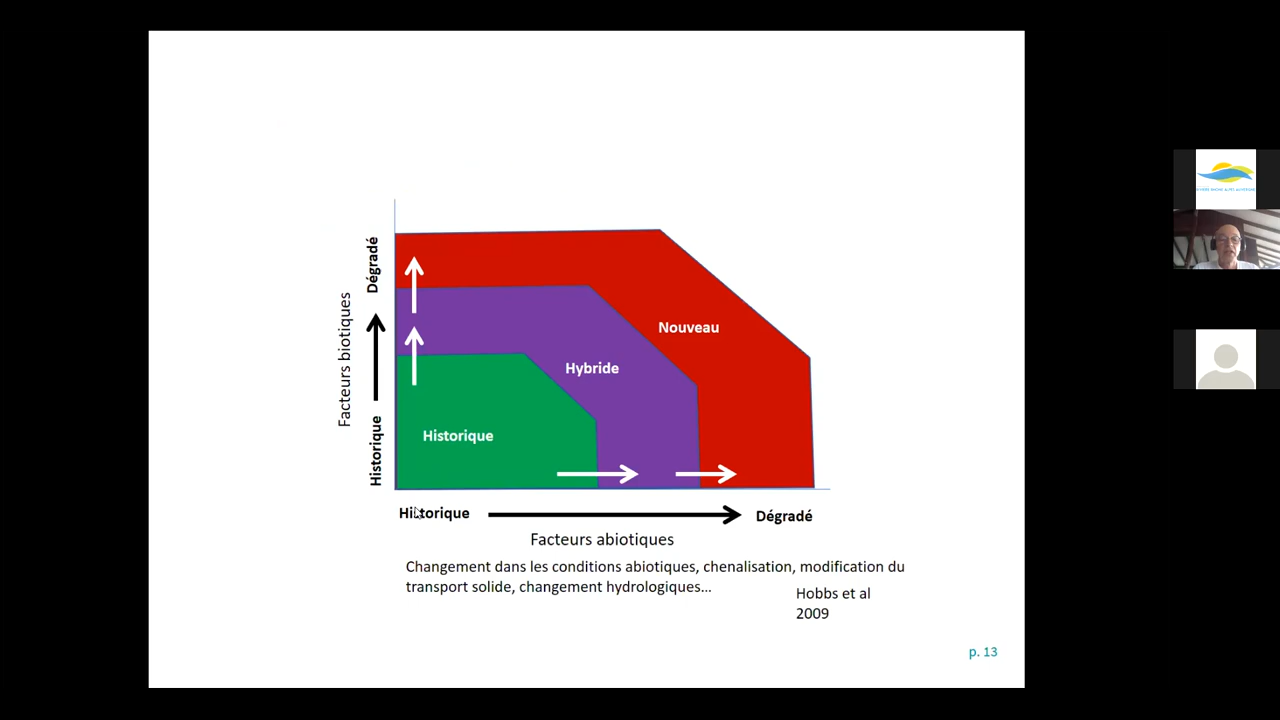 Facteurs biotiques
Dégradé
Historique
Nouveau
Hybride
Historique
Historique
Dégradé
Facteurs abiotiques
Changement dans les conditions abiotiques, chenalisation, modification du
transport solide, changement hydrologiques...
Hobbs et al
2009
p. 13